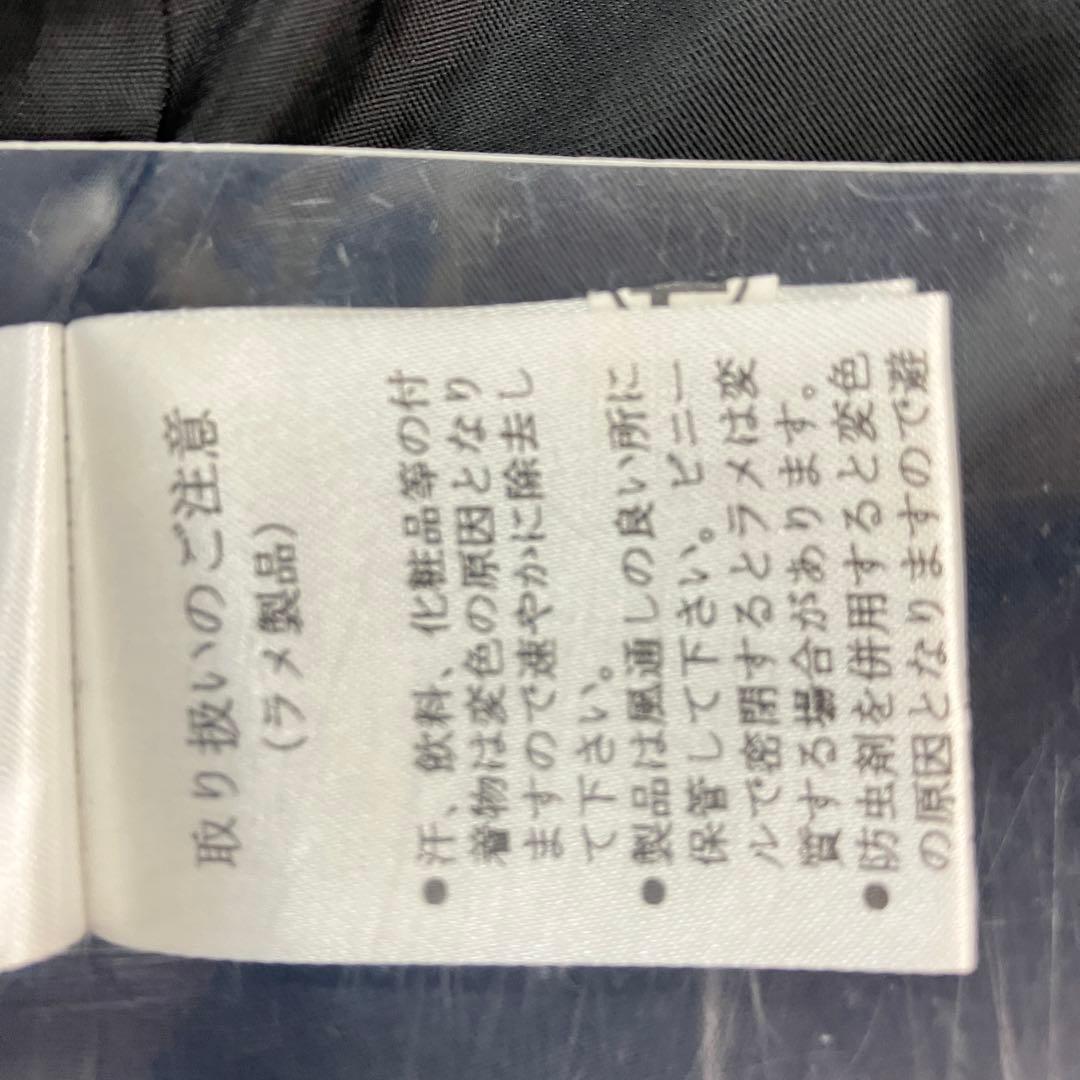 取り扱いのご注意
(ラメ製品)
● 汗、飲料、化粧品等の付
着物は変色の原因となり
ますので速やかに除去し
て下さい。
● 製品は風通しの良い所に
保管して下さい。ビニー
ルで密閉するとラメは変
質する場合があります。
● 防虫剤を併用すると変色
の原因となりますので避